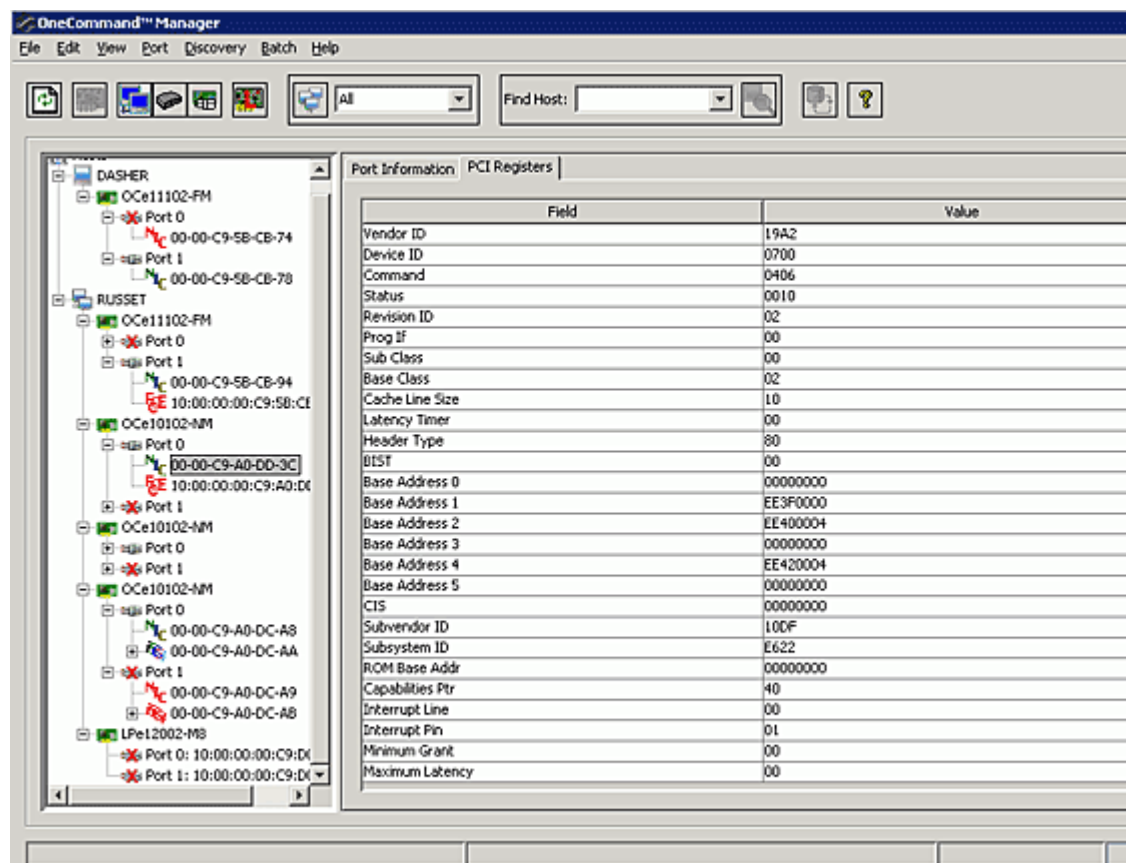 OneCommand™ Manager
File Edit View Port Discovery Batch Help
All Find Host:
DASHER
OCe11102-FM
Port 0
00-00-C9-5B-CB-74
Port 1
00-00-C9-5B-CB-78
RUSSET
OCe11102-FM
Port 0
Port 1
00-00-C9-5B-CB-94
10:00:00:00:C9:5B:CE
OCe10102-NM
Port 0
00-00-C9-A0-DD-3C
10:00:00:00:C9:A0:DD
Port 1
OCe10102-NM
Port 0
Port 1
OCe10102-NM
Port 0
00-00-C9-A0-DC-A8
00-00-C9-A0-DC-AA
Port 1
00-00-C9-A0-DC-A9
00-00-C9-A0-DC-AB
LPe12002-M8
Port 0: 10:00:00:00:C9:D0
Port 1: 10:00:00:00:C9:D0
Port Information PCI Registers
Field Value
Vendor ID 19A2
Device ID 0700
Command 0406
Status 0010
Revision ID 02
Prog If 00
Sub Class 00
Base Class 02
Cache Line Size 10
Latency Timer 00
Header Type 80
BIST 00
Base Address 0 00000000
Base Address 1 EE3F0000
Base Address 2 EE400004
Base Address 3 00000000
Base Address 4 EE420004
Base Address 5 00000000
CIS 00000000
Subvendor ID 10DF
Subsystem ID E622
ROM Base Addr 00000000
Capabilities Ptr 40
Interrupt Line 00
Interrupt Pin 01
Minimum Grant 00
Maximum Latency 00